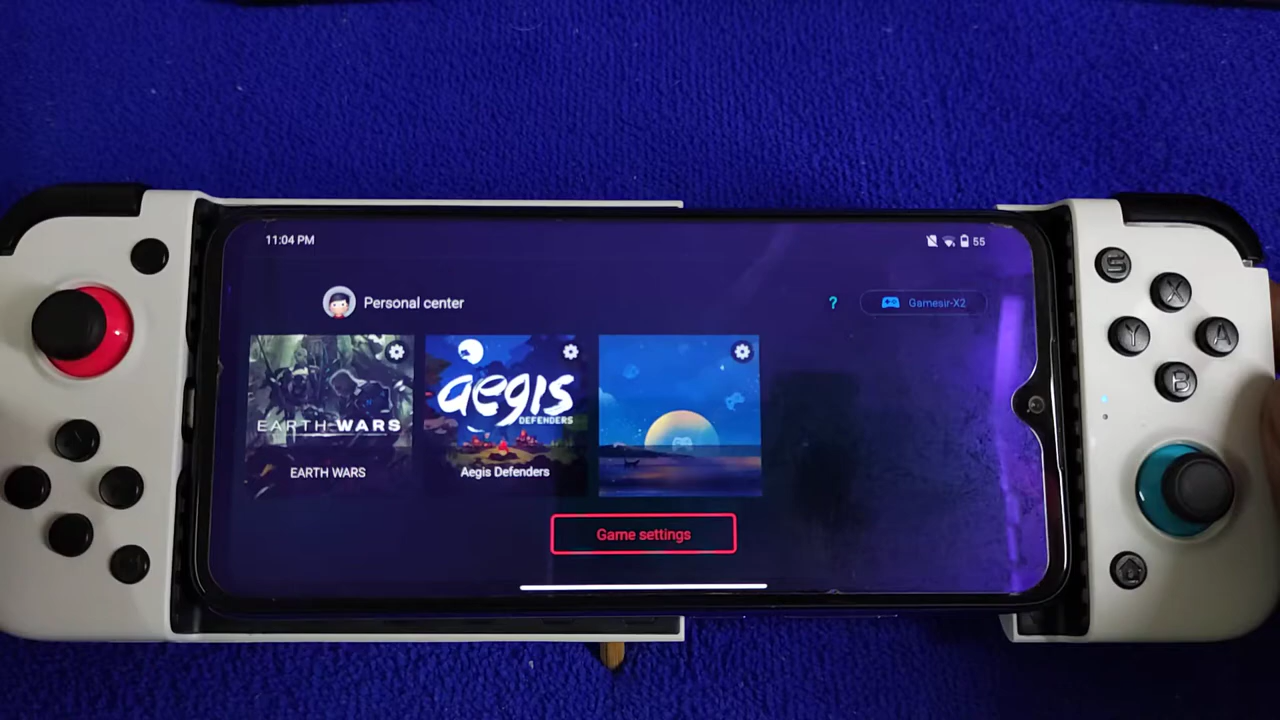 11:04 PM
55
Personal center
?
Gamesir-X2
EARTH WARS
EARTH WARS
aegis
DEFENDERS
Aegis Defenders
Game settings
S
X
Y
A
B